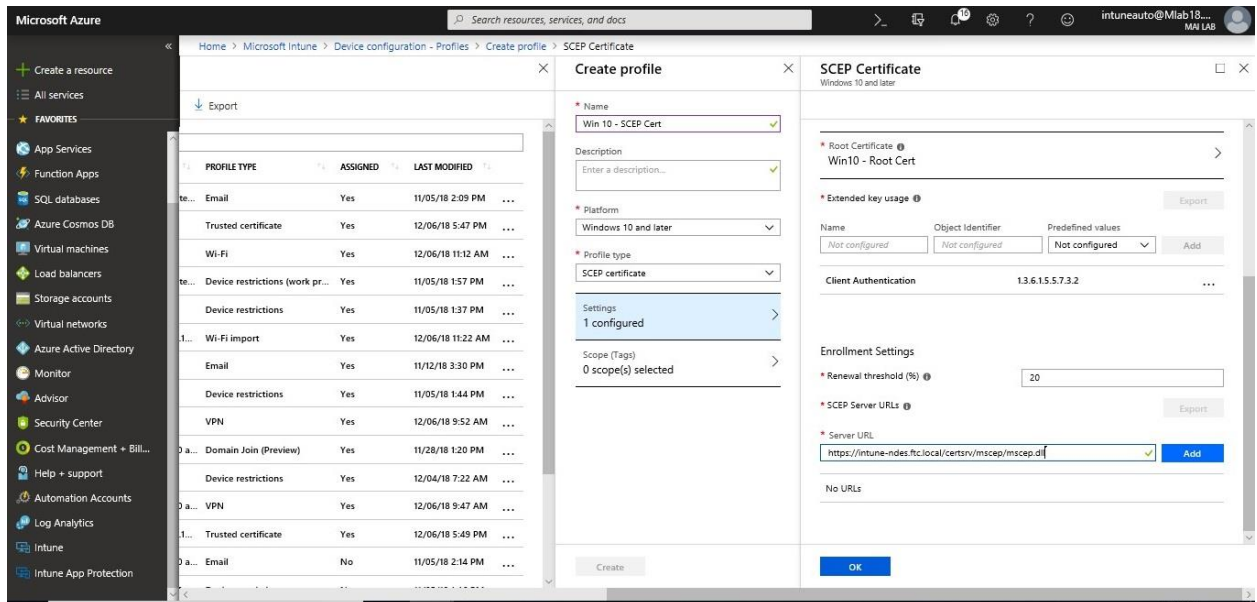 Microsoft Azure
Search resources, services, and docs
16
intuneauto@Mlab18....
MAI LAB
Home > Microsoft Intune > Device configuration - Profiles > Create profile > SCEP Certificate
Create a resource
All services
FAVORITES
App Services
Function Apps
SQL databases
Azure Cosmos DB
Virtual machines
Load balancers
Storage accounts
Virtual networks
Azure Active Directory
Monitor
Advisor
Security Center
Cost Management + Bill...
Help + support
Automation Accounts
Log Analytics
Intune
Intune App Protection
Export
PROFILE TYPE ASSIGNED LAST MODIFIED
te... Email Yes 11/05/18 2:09 PM ...
Trusted certificate Yes 12/06/18 5:47 PM ...
Wi-Fi Yes 12/06/18 11:12 AM ...
te... Device restrictions (work pr... Yes 11/05/18 1:57 PM ...
Device restrictions Yes 11/05/18 1:37 PM ...
.1... Wi-Fi import Yes 12/06/18 11:22 AM ...
Email Yes 11/12/18 3:30 PM ...
Device restrictions Yes 11/05/18 1:44 PM ...
VPN Yes 12/06/18 9:52 AM ...
0 a... Domain Join (Preview) Yes 11/28/18 1:20 PM ...
Device restrictions Yes 12/04/18 7:22 AM ...
0 a... VPN Yes 12/06/18 9:47 AM ...
.1... Trusted certificate Yes 12/06/18 5:49 PM ...
0 a... Email No 11/05/18 2:14 PM ...
Create profile
* Name
Win 10 - SCEP Cert
Description
Enter a description...
* Platform
Windows 10 and later
* Profile type
SCEP certificate
Settings
1 configured
Scope (Tags)
0 scope(s) selected
Create
SCEP Certificate
Windows 10 and later
* Root Certificate
Win10 - Root Cert
* Extended key usage
Export
Name Object Identifier Predefined values
Not configured Not configured Not configured Add
Client Authentication 1.3.6.1.5.5.7.3.2 ...
Enrollment Settings
* Renewal threshold (%) 20
* SCEP Server URLs
Export
* Server URL
https://intune-ndes.ftc.local/certsrv/mscep/mscep.dll Add
No URLs
OK